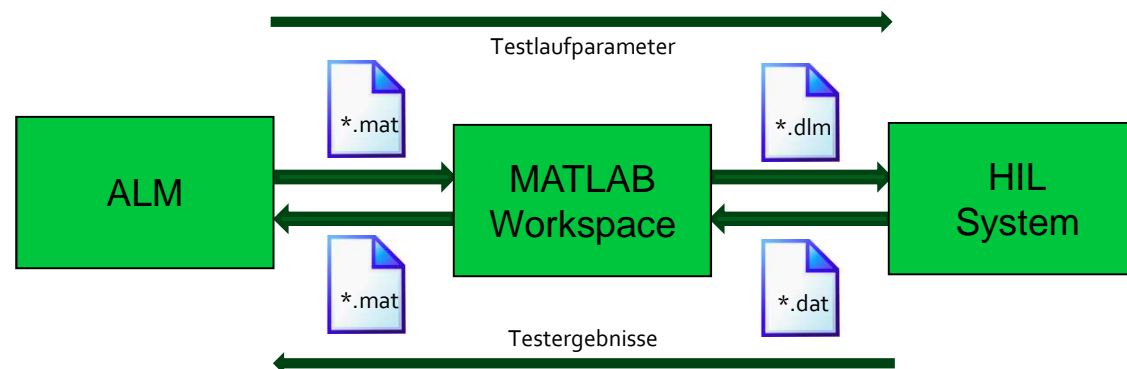 Testlaufparameter
*.mat
*.dlm
ALM
MATLAB
Workspace
HIL
System
*.mat
*.dat
Testergebnisse